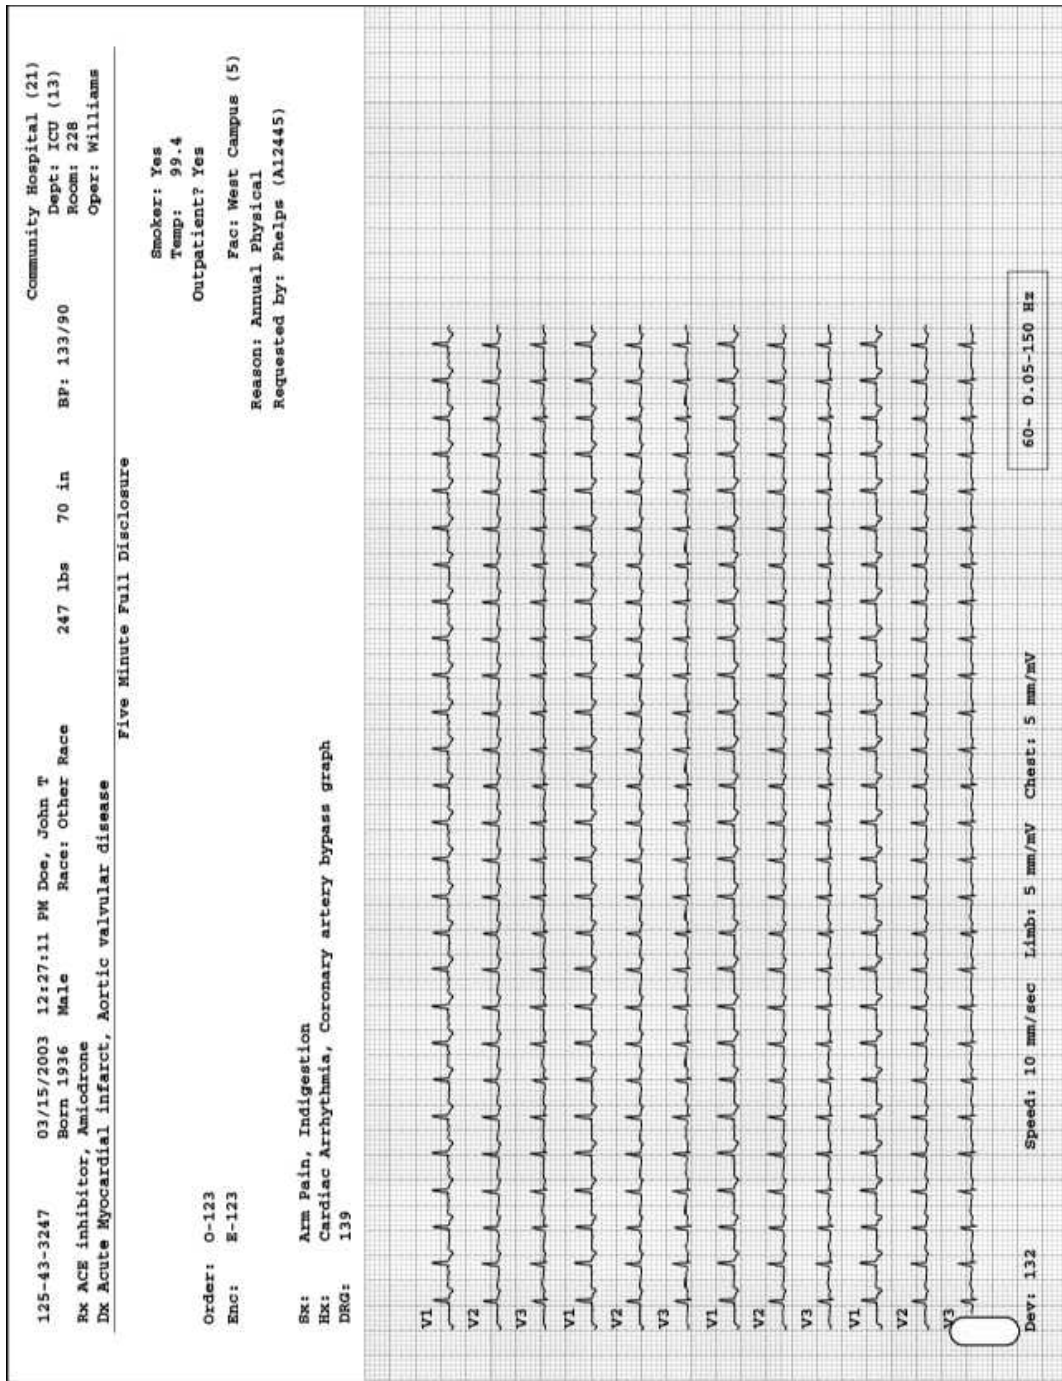 125-43-3247 03/15/2003 12:27:11 PM Doe, John T Community Hospital (21)
Born 1936 Male Race: Other Race 247 lbs 70 in BP: 133/90 Dept: ICU (13)
Rx ACE inhibitor, Amiodrone Room: 228
Dx Acute Myocardial infarct, Aortic valvular disease Oper: Williams
Five Minute Full Disclosure
Smoker: Yes
Temp: 99.4
Order: O-123 Outpatient? Yes
Enc: E-123 Fac: West Campus (5)
Reason: Annual Physical
Requested by: Phelps (A12445)
Sx: Arm Pain, Indigestion
Hx: Cardiac Arrhythmia, Coronary artery bypass graph
DRG: 139
V1
V2
V3
V1
V2
V3
V1
V2
V3
V1
V2
V3
Dev: 132 Speed: 10 mm/sec Limb: 5 mm/mV Chest: 5 mm/mV 60~ 0.05-150 Hz